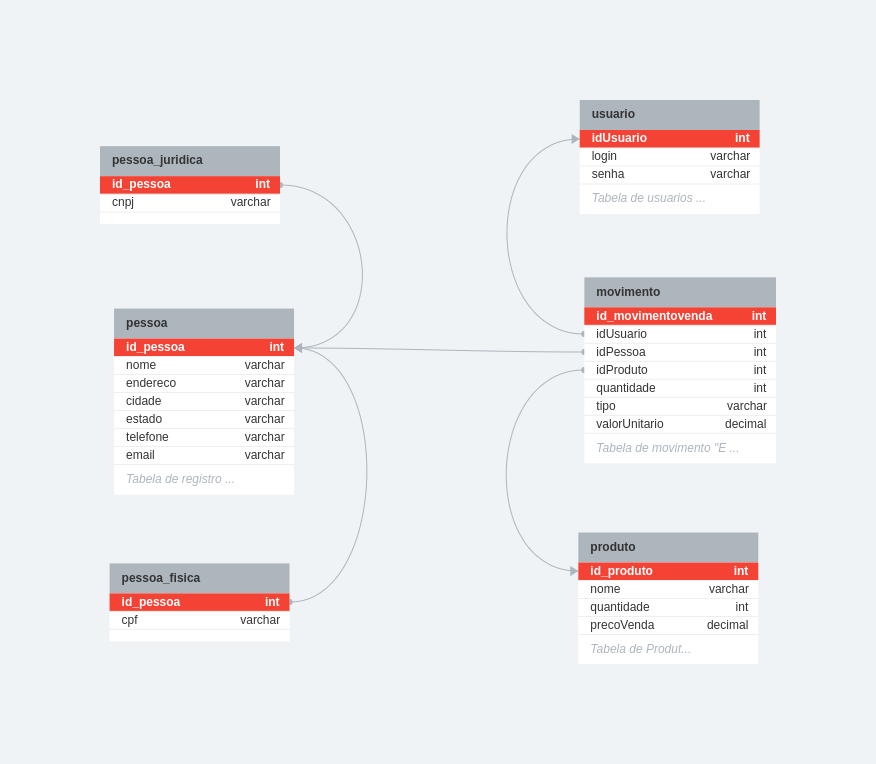 pessoa_juridica
id_pessoa int
cnpj varchar
pessoa
id_pessoa int
nome varchar
endereco varchar
cidade varchar
estado varchar
telefone varchar
email varchar
Tabela de registro ...
pessoa_fisica
id_pessoa int
cpf varchar
usuario
idUsuario int
login varchar
senha varchar
Tabela de usuarios ...
movimento
id_movimentovenda int
idUsuario int
idPessoa int
idProduto int
quantidade int
tipo varchar
valorUnitario decimal
Tabela de movimento "E ...
produto
id_produto int
nome varchar
quantidade int
precoVenda decimal
Tabela de Produt...